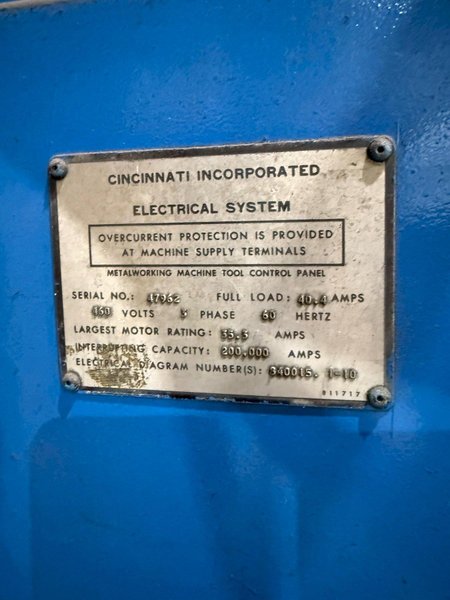 CINCINNATI INCORPORATED
ELECTRICAL SYSTEM
OVERCURRENT PROTECTION IS PROVIDED
AT MACHINE SUPPLY TERMINALS
METALWORKING MACHINE TOOL CONTROL PANEL
SERIAL NO.: 47962 FULL LOAD: 40.4 AMPS
VOLTS 3 PHASE 60 HERTZ
LARGEST MOTOR RATING: 35.3 AMPS
INTERRUPTING CAPACITY: 200,000 AMPS
ELECTRICAL DIAGRAM NUMBER(S): 340015. 1-10
811717